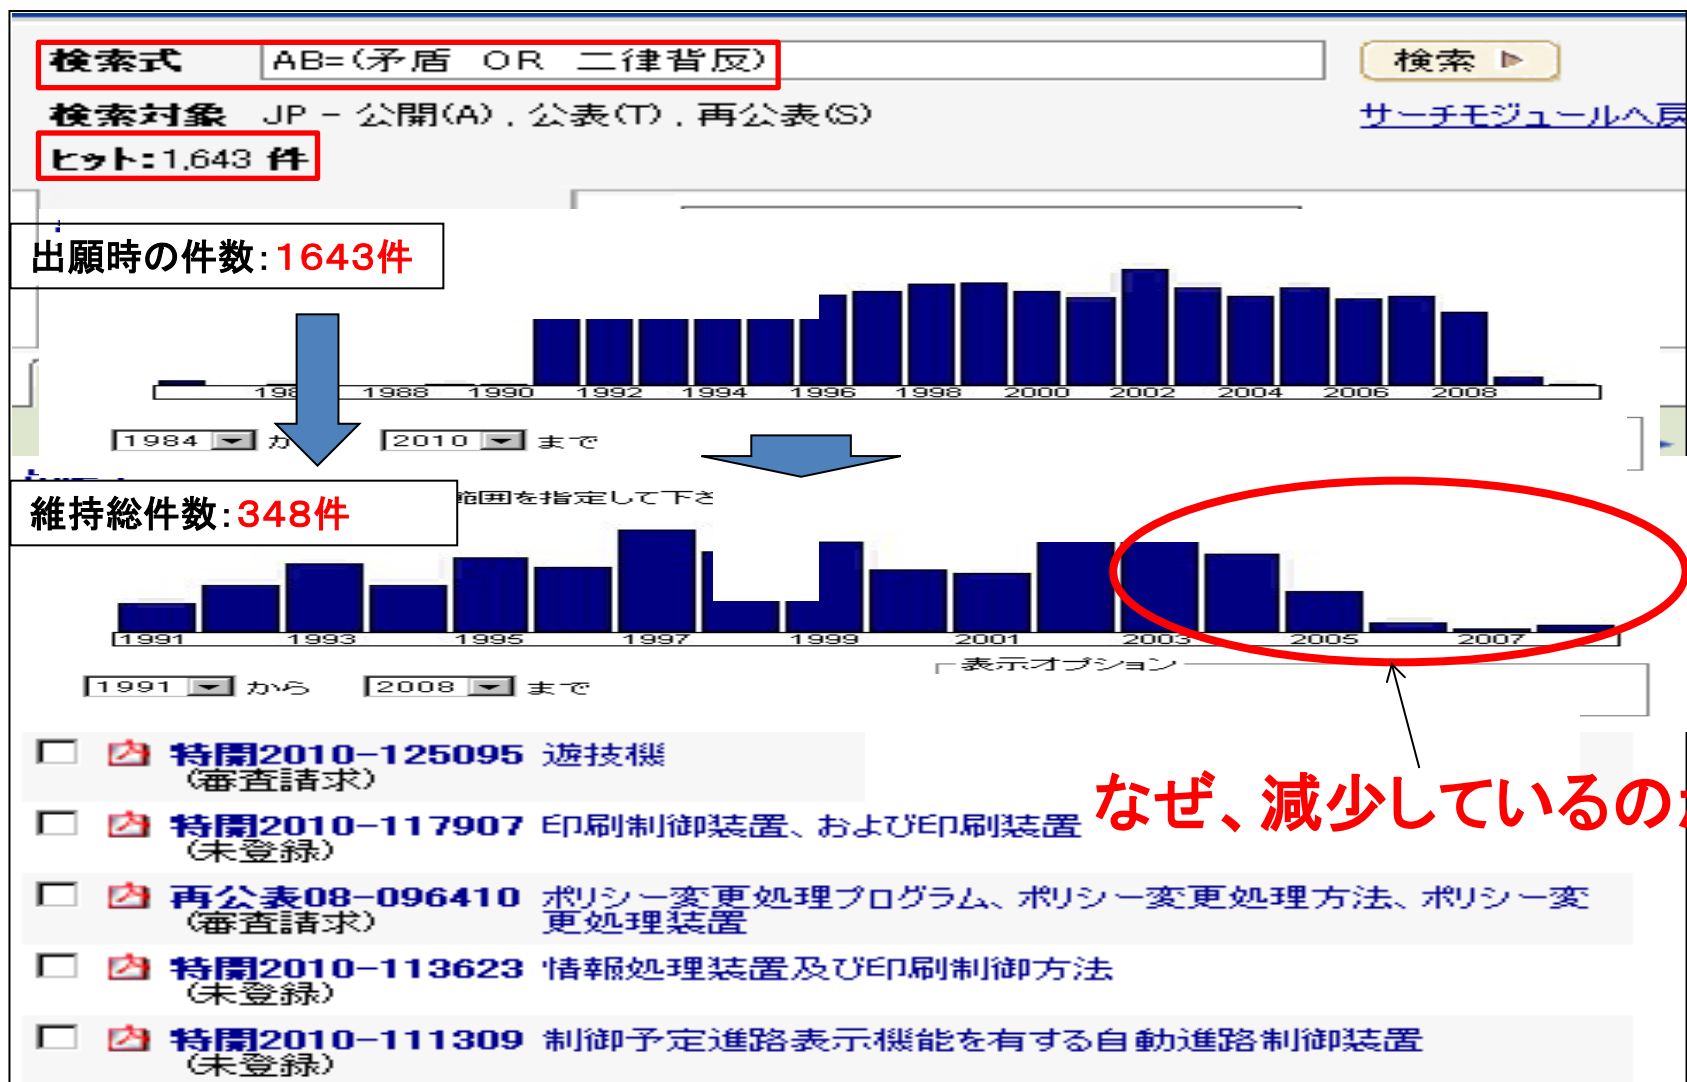 検索式 AB=(矛盾 OR 二律背反) 検索
検索対象 JP - 公開(A), 公表(T), 再公表(S) サーチモジュールへ戻
ヒット:1,643 件
出願時の件数:1643件
1988 1990 1992 1994 1996 1998 2000 2002 2004 2006 2008
1984 か 2010 まで
範囲を指定して下さ
維持総件数:348件
1991 1993 1995 1997 1999 2001 2003 2005 2007
表示オプション
1991 から 2008 まで
特開2010-125095 遊技機
(審査請求)
なぜ、減少しているの
特開2010-117907 印刷制御装置、および印刷装置
(未登録)
再公表08-096410 ポリシー変更処理プログラム、ポリシー変更処理方法、ポリシー変
(審査請求) 更処理装置
特開2010-113623 情報処理装置及び印刷制御方法
(未登録)
特開2010-111309 制御予定進路表示機能を有する自動進路制御装置
(未登録)